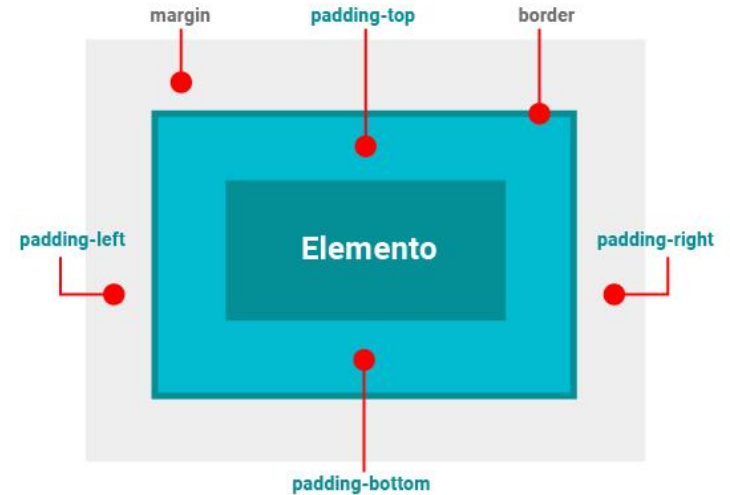 margin
padding-top
border
padding-left
Elemento
padding-right
padding-bottom